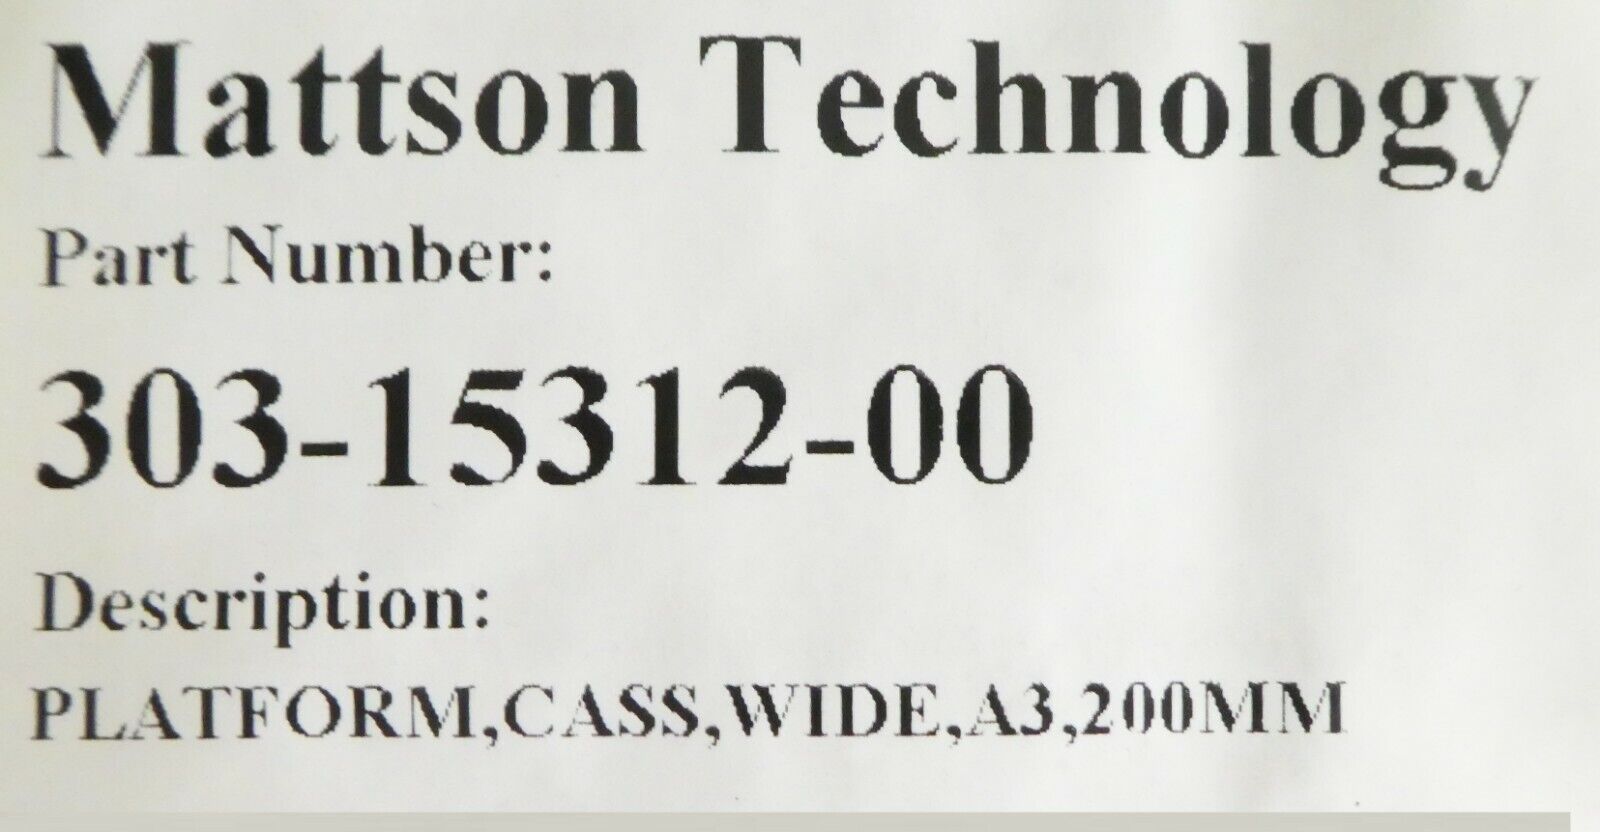 Mattson Technology
Part Number:
303-15312-00
Description:
PLATFORM,CASS,WIDE,A3,200MM